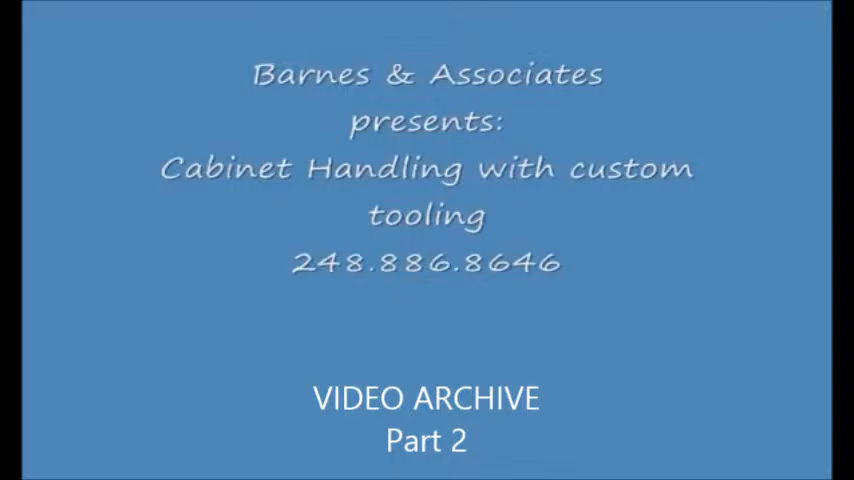 Barnes & Associates
presents:
Cabinet Handling with custom
tooling
248.886.8646
VIDEO ARCHIVE
Part 2